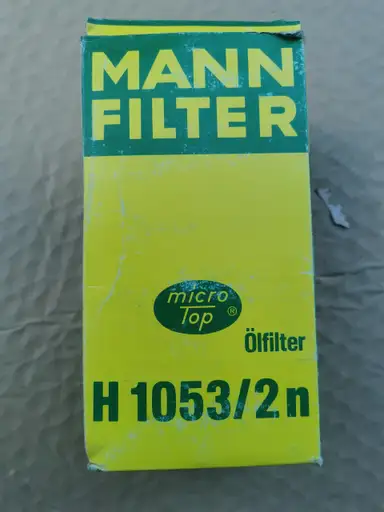 MANN
FILTER
micro
Top ®
Ölfilter
H 1053/2 n